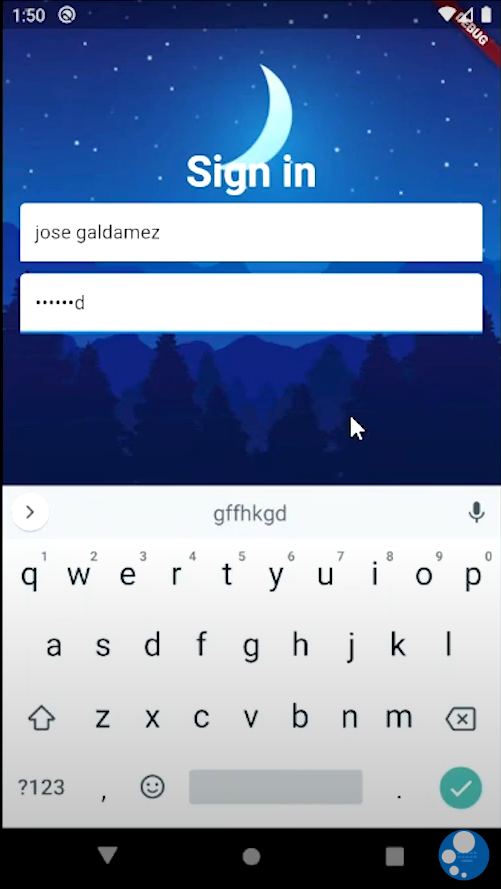 1:50
DEBUG
Sign in
jose galdamez
••••••d
gffhkgd
1 2 3 4 5 6 7 8 9 0
q w e r t y u i o p
a s d f g h j k l
z x c v b n m
?123 , .